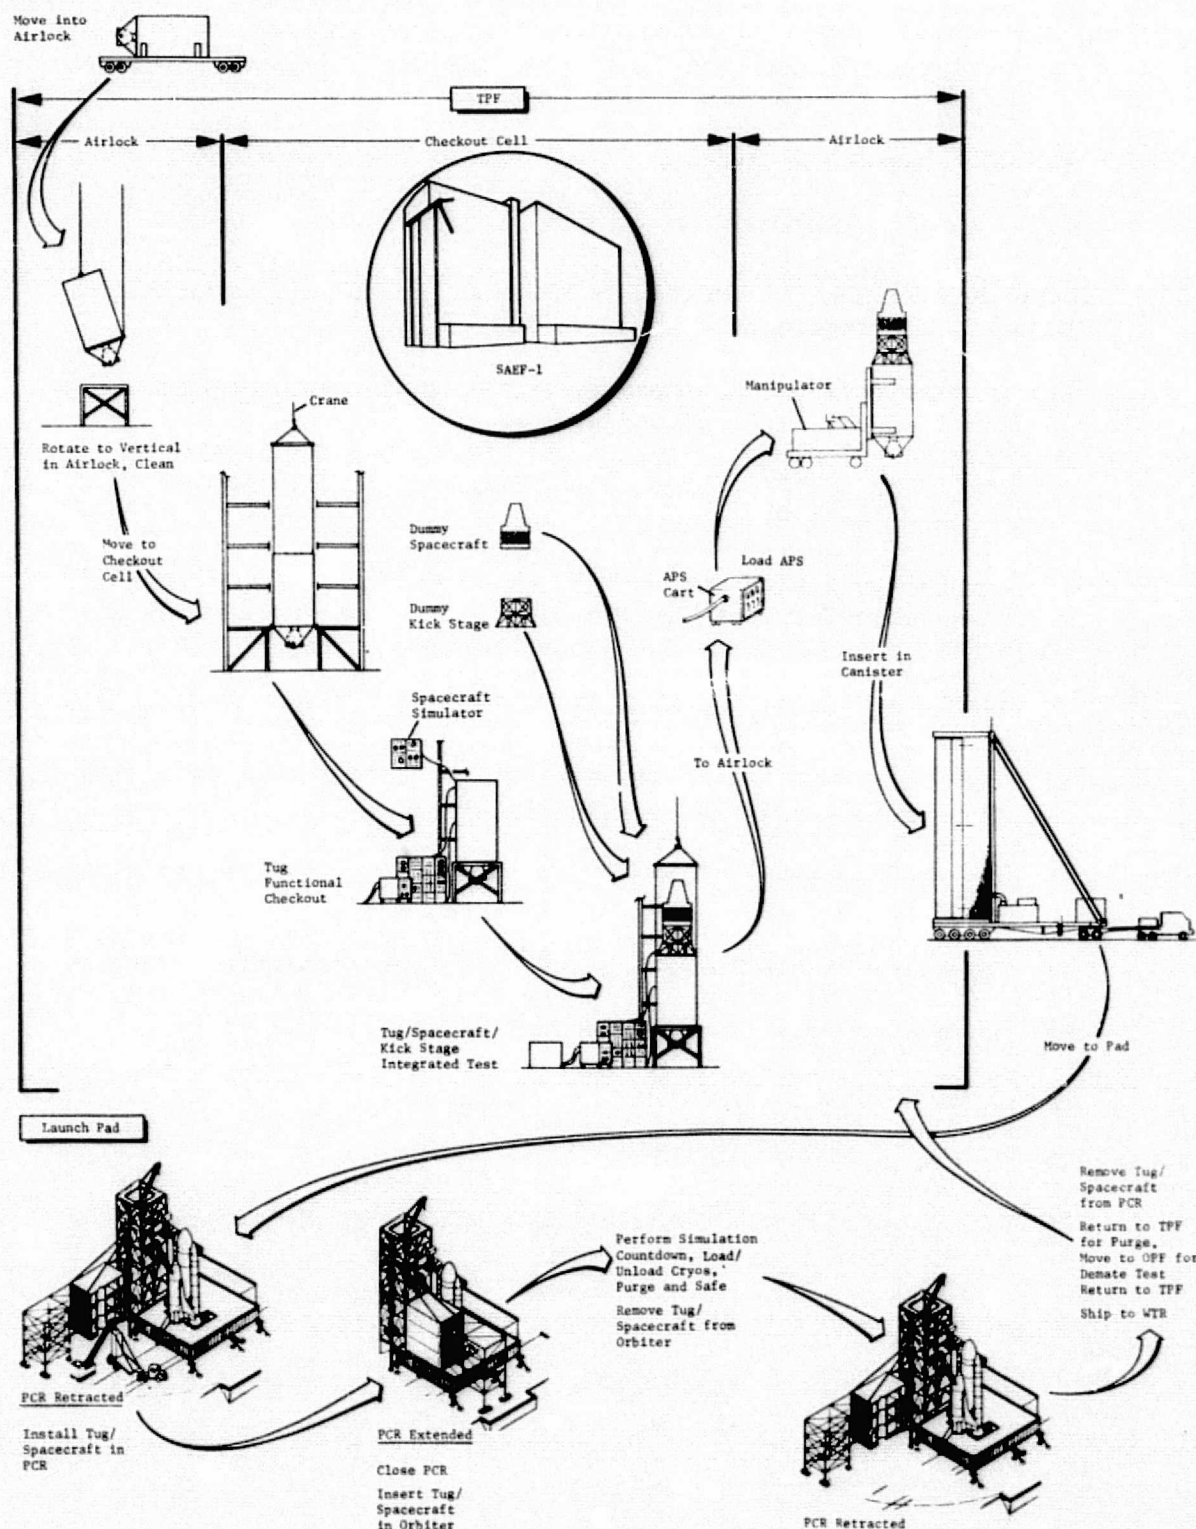 Move into
Airlock
TPF
Airlock
Checkout Cell
Airlock
SAEF-1
Manipulator
Crane
Rotate to Vertical
in Airlock, Clean
Dummy
Spacecraft
Move to
Checkout
Cell
Load APS
APS
Cart
Dummy
Kick Stage
Insert in
Canister
Spacecraft
Simulator
To Airlock
Tug
Functional
Checkout
Tug/Spacecraft/
Kick Stage
Integrated Test
Move to Pad
Launch Pad
Remove Tug/
Spacecraft
from PCR
Return to TPF
for Purge,
Move to OPF for
Demate Test
Return to TPF
Ship to WTR
Perform Simulation
Countdown, Load/
Unload Cryos,
Purge and Safe
Remove Tug/
Spacecraft from
Orbiter
PCR Retracted
Install Tug/
Spacecraft in
PCR
PCR Extended
Close PCR
Insert Tug/
Spacecraft
in Orbiter
PCR Retracted